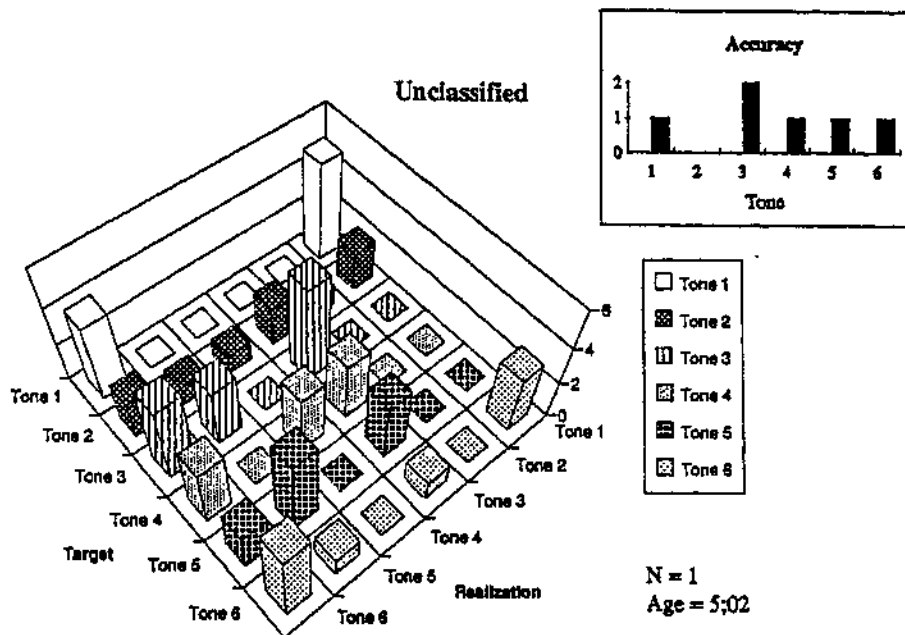 Unclassified
Accuracy
2
1
0
1 2 3 4 5 6
Tone
Tone 1
Tone 2
Tone 3
Tone 4
Tone 5
Tone 6
6
4
2
0
Tone 1
Tone 2
Tone 3
Tone 4
Tone 5
Tone 6
Target
Tone 1
Tone 2
Tone 3
Tone 4
Tone 5
Tone 6
Realization
N = 1
Age = 5;02